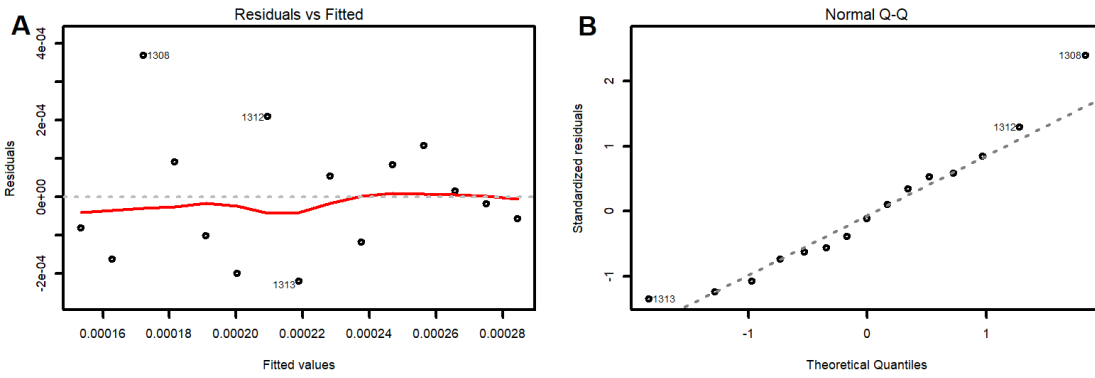 A
Residuals vs Fitted
4e-04
2e-04
0e+00
-2e-04
Residuals
1308
1312
1313
0.00016
0.00018
0.00020
0.00022
0.00024
0.00026
0.00028
Fitted values
B
Normal Q-Q
2
1
0
-1
Standardized residuals
1308
1312
1313
-1
0
1
Theoretical Quantiles